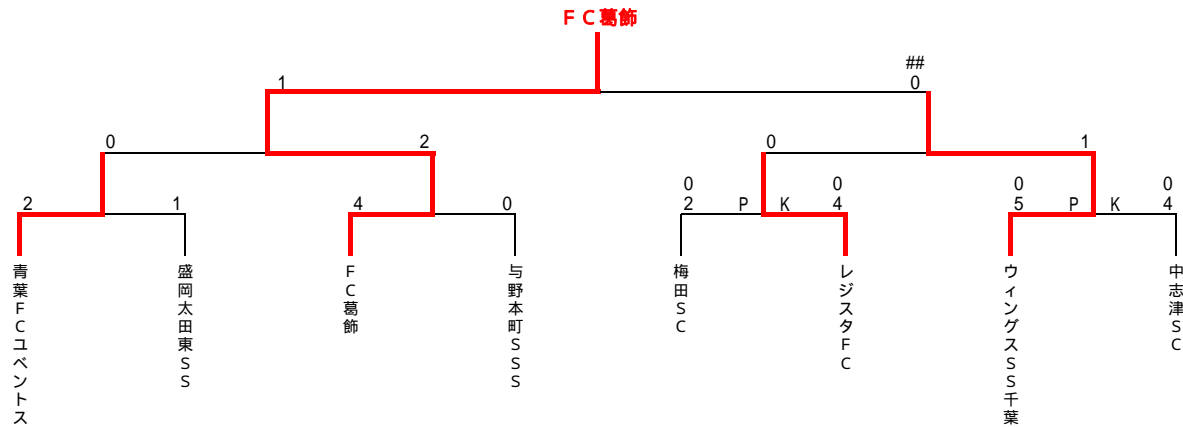 ＦＣ葛飾
##
1 0
0 2 0 1
0 0 0 0
2 1 4 0 2 Ｐ Ｋ 4 5 Ｐ Ｋ 4
青葉ＦＣユベントス
盛岡太田東ＳＳ
ＦＣ葛飾
与野本町ＳＳＳ
梅田ＳＣ
レジスタＦＣ
ウィングスＳＳ千葉
中志津ＳＣ